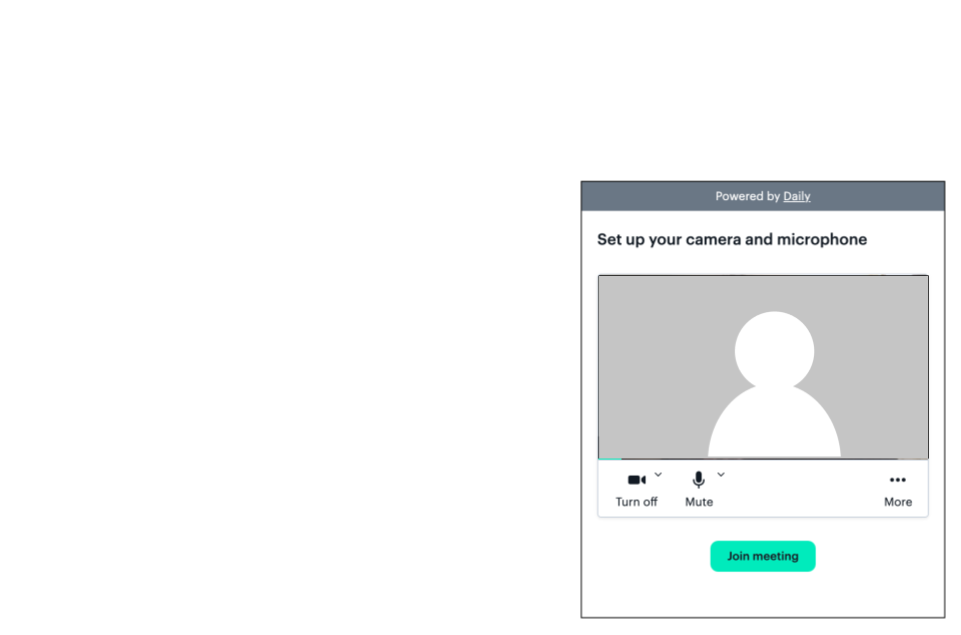 Powered by Daily
Set up your camera and microphone
Turn off
Mute
More
Join meeting